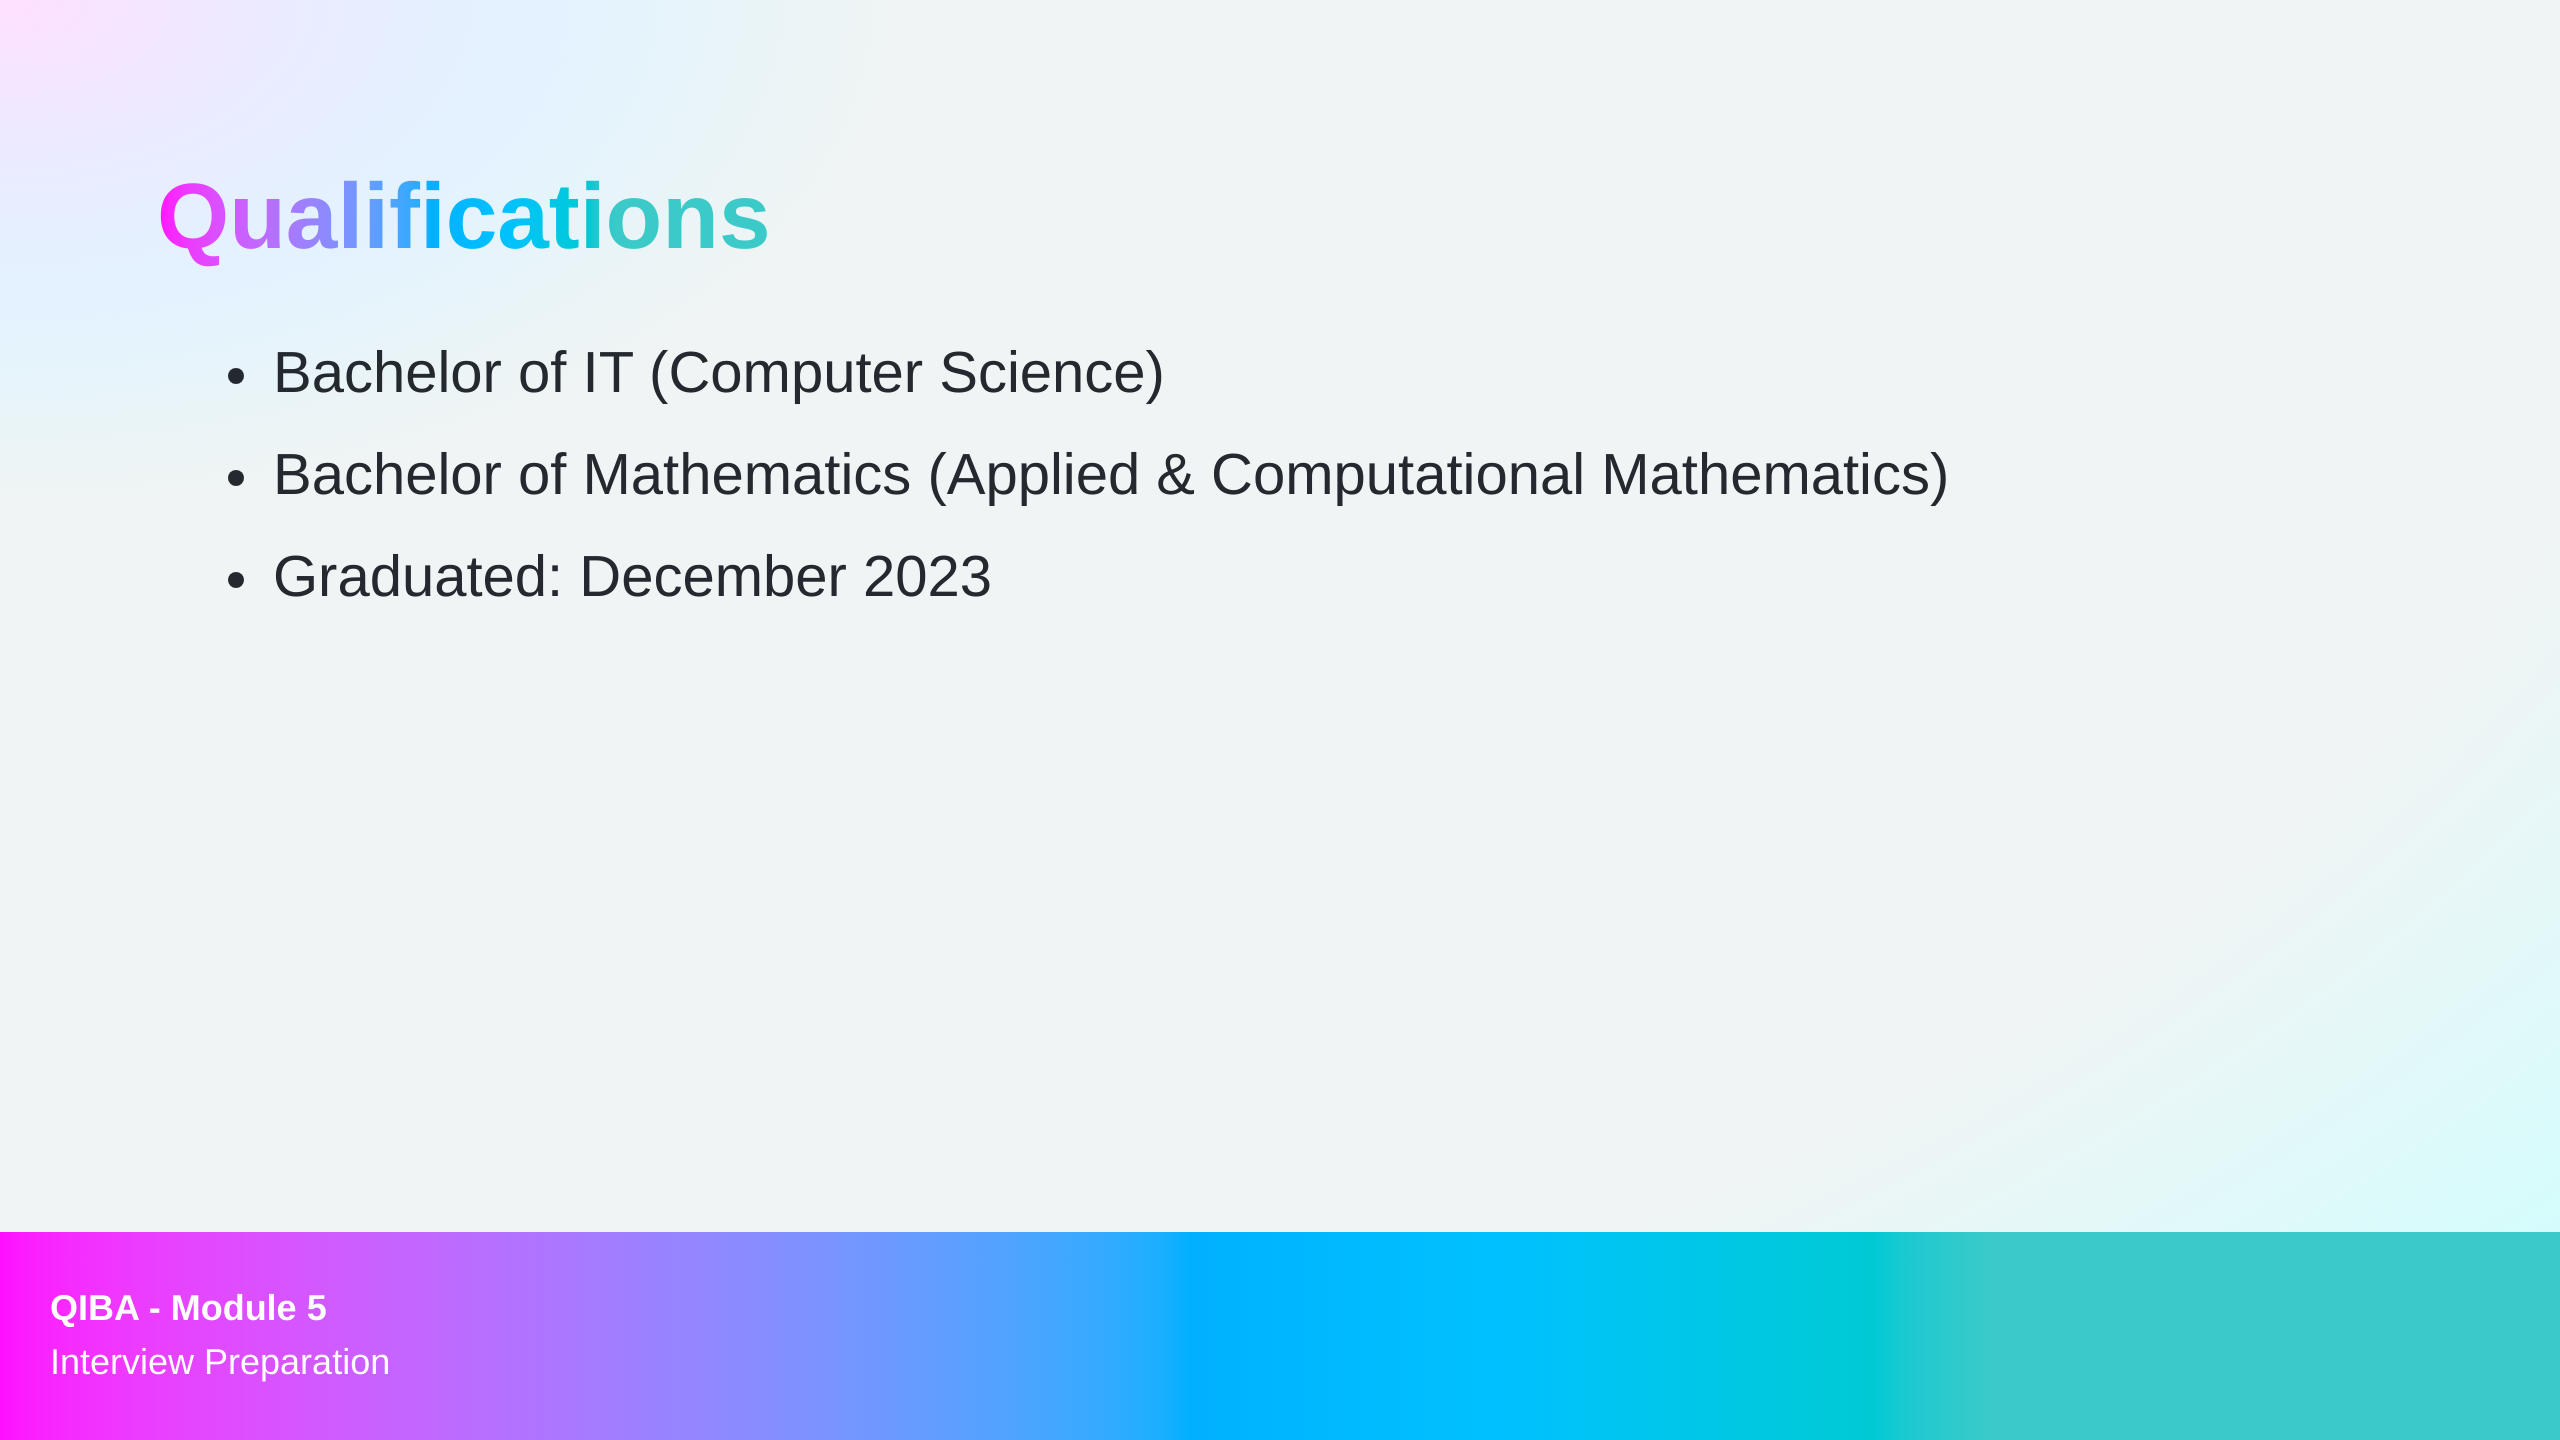 Qualifications
• Bachelor of IT (Computer Science)
• Bachelor of Mathematics (Applied & Computational Mathematics)
• Graduated: December 2023
QIBA - Module 5
Interview Preparation